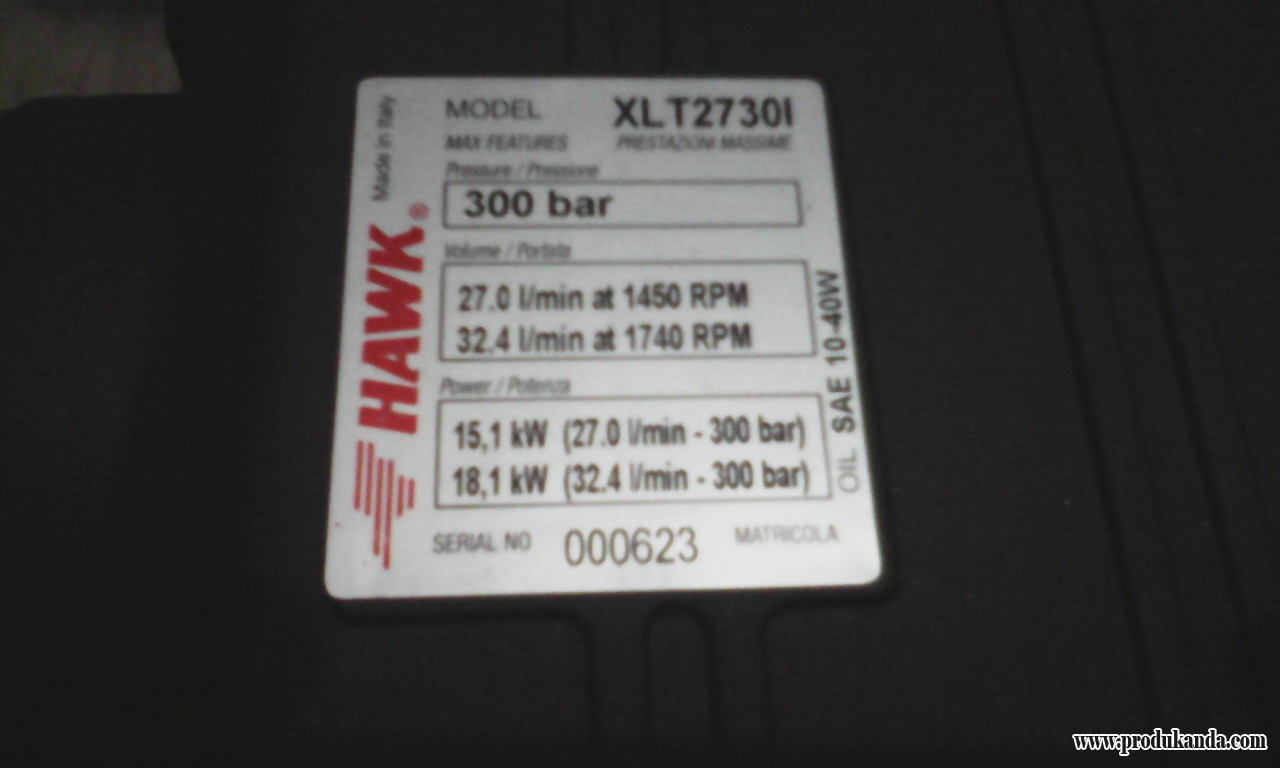 MODEL XLT2730I
MAX FEATURES PRESTAZIONI MASSIME
Pressure / Pressione
300 bar
Volume / Portata
27.0 l/min at 1450 RPM
32.4 l/min at 1740 RPM
Power / Potenza
15,1 kW (27.0 l/min - 300 bar)
18,1 kW (32.4 l/min - 300 bar)
SERIAL NO 000623 MATRICOLA
HAWK® Made in Italy
OIL SAE 10-40W
www.produkanda.com